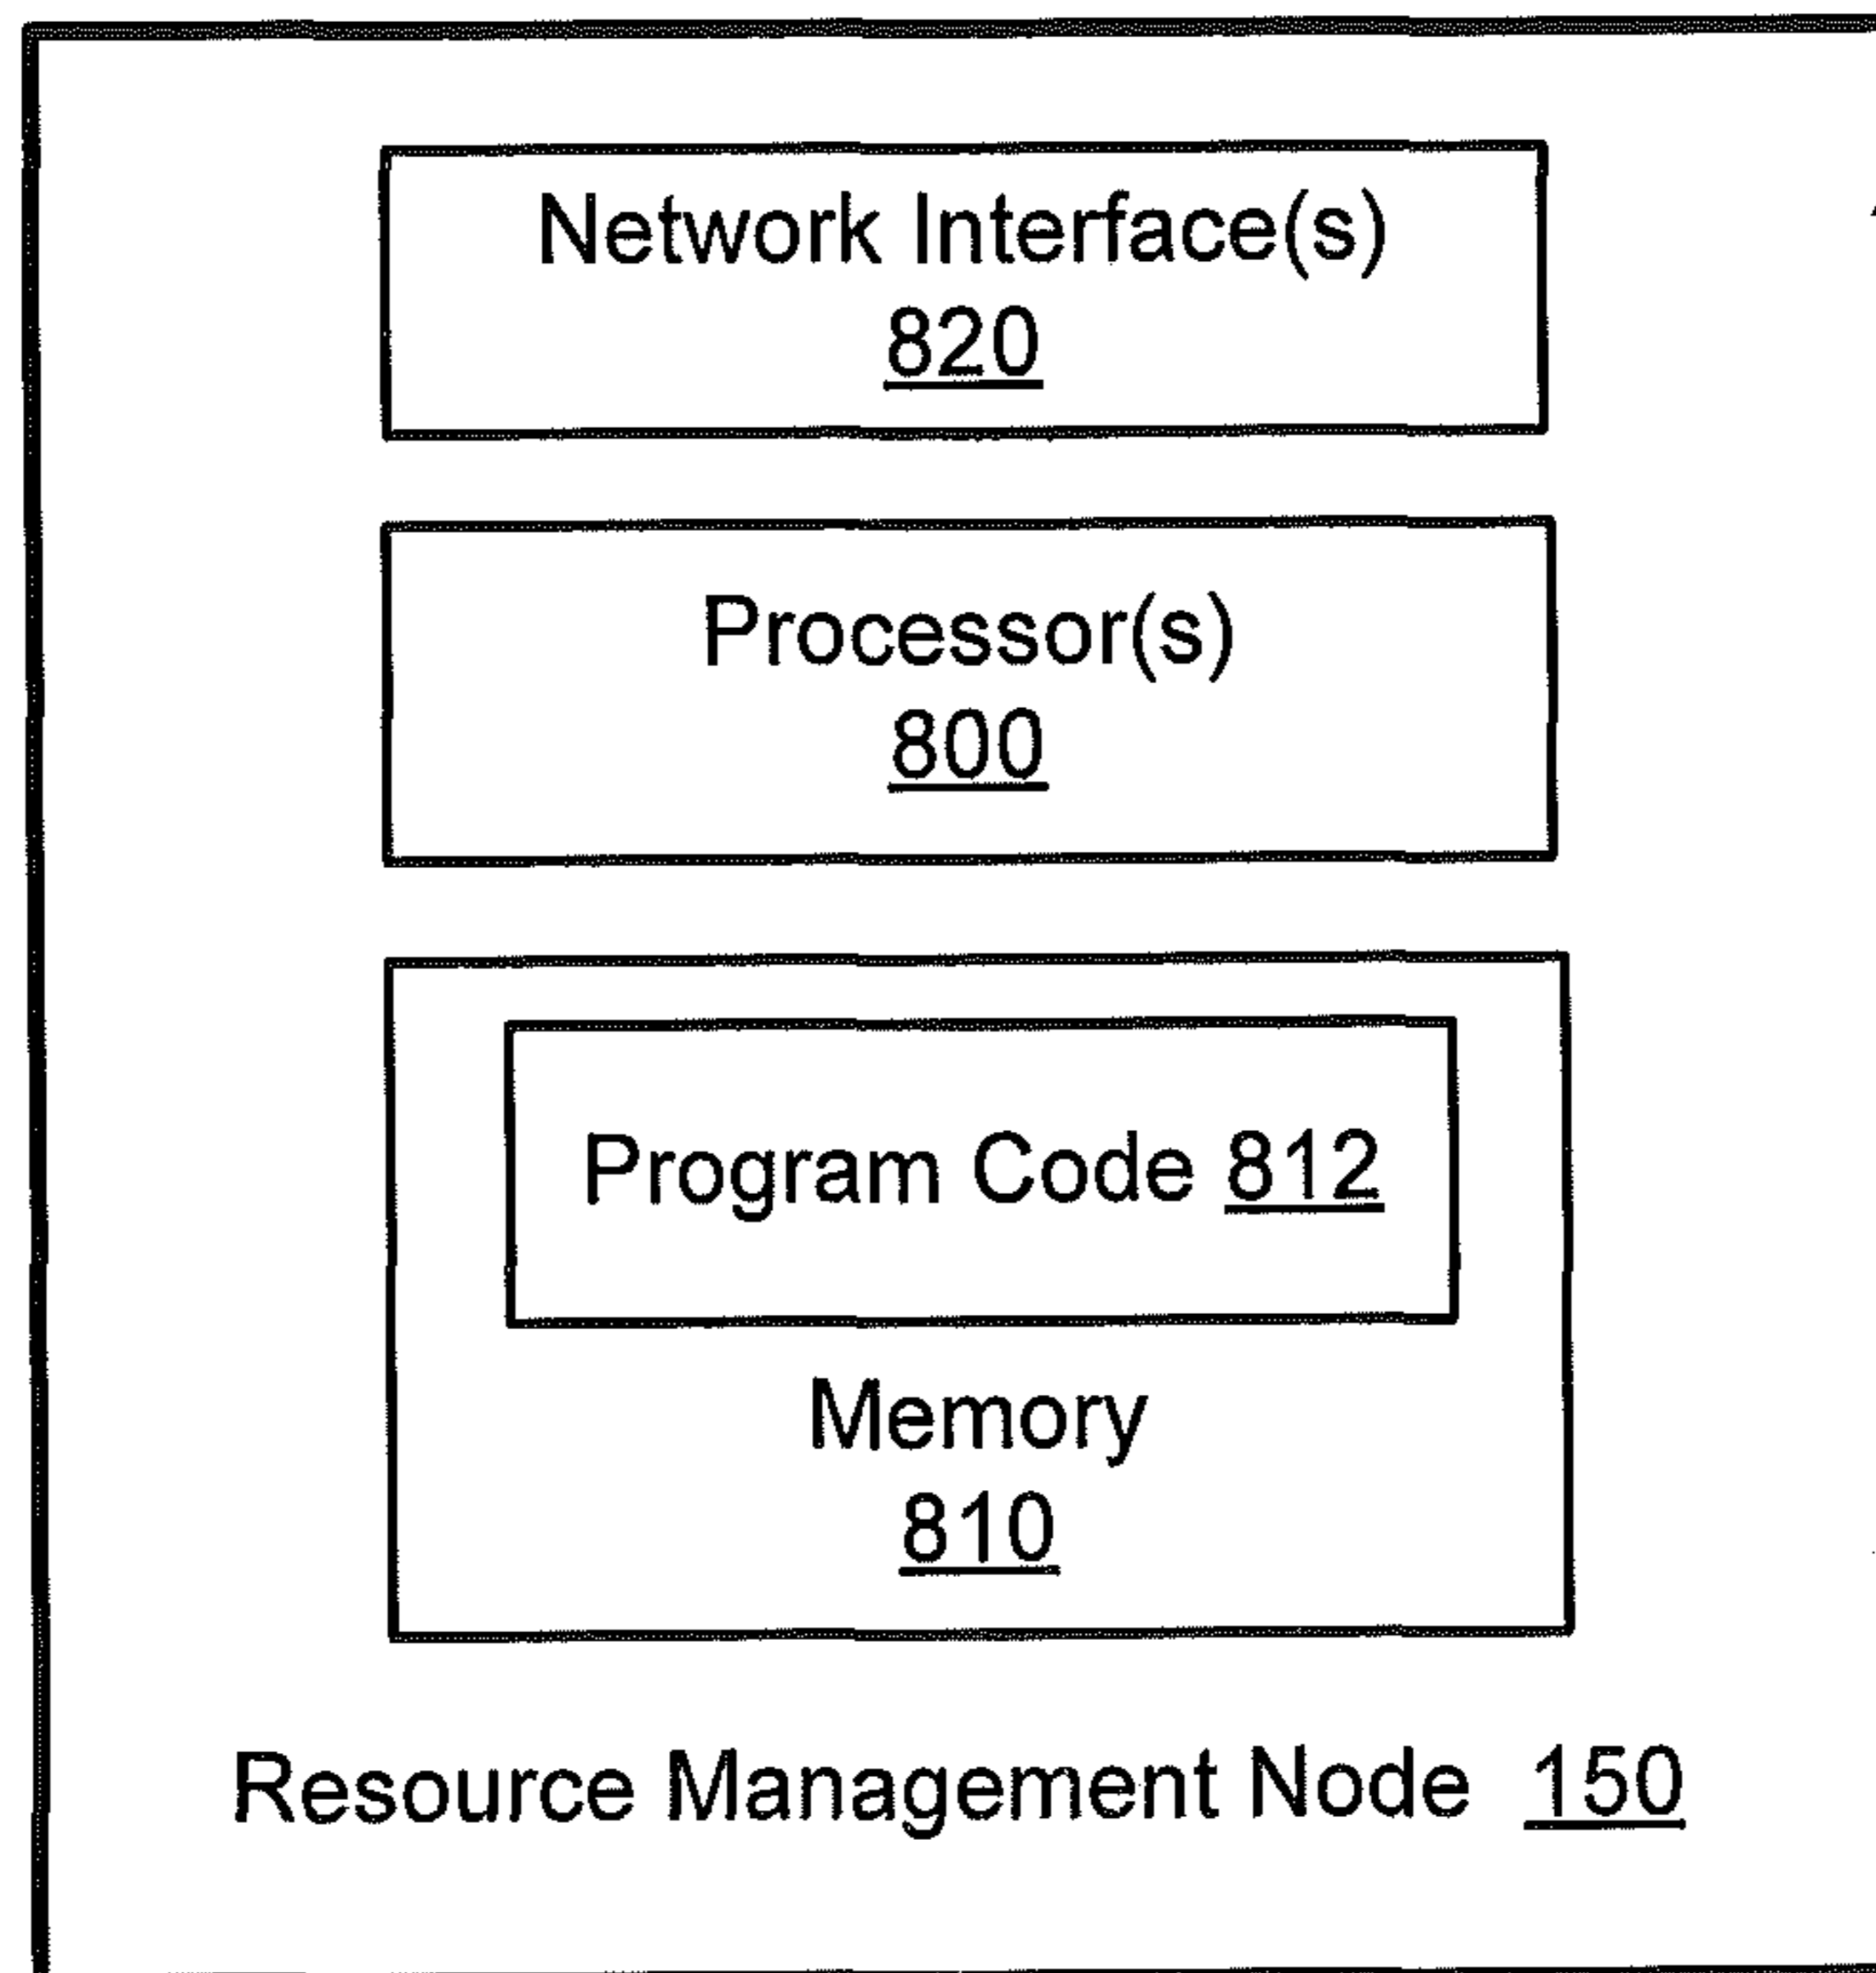 Network Interface(s)
820
Processor(s)
800
Program Code 812
Memory
810
Resource Management Node 150